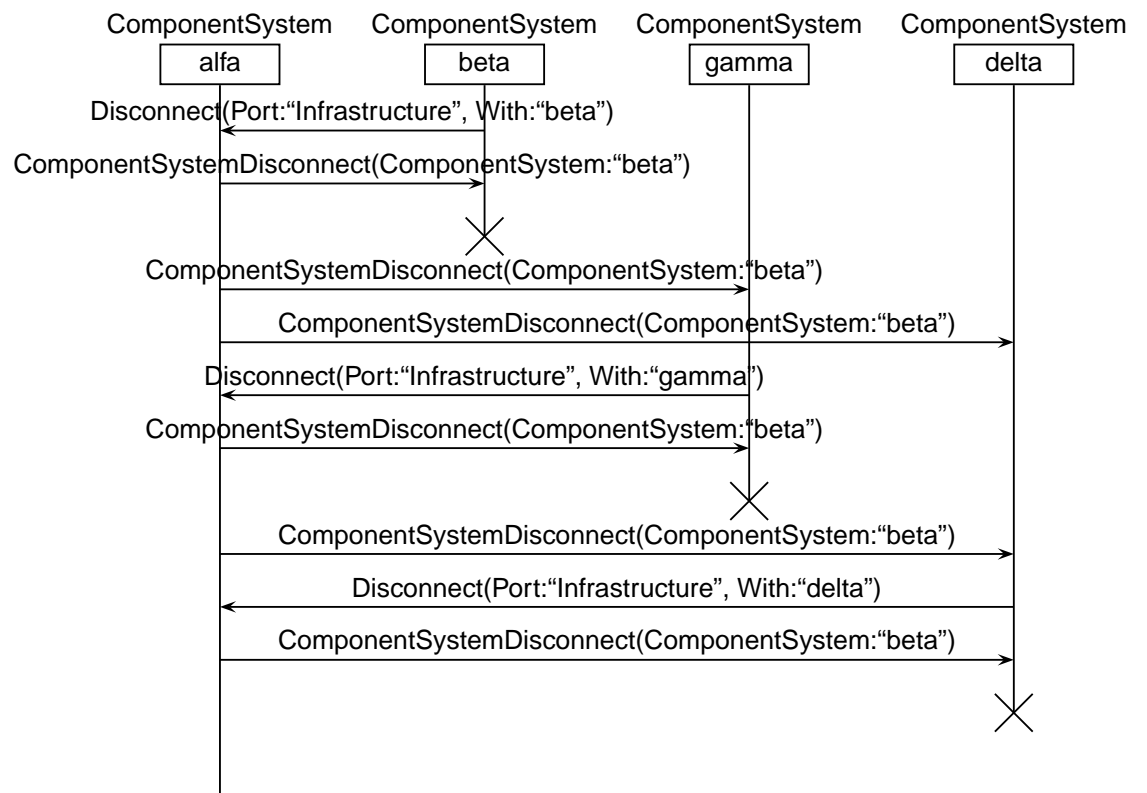 ComponentSystem ComponentSystem ComponentSystem ComponentSystem
alfa beta gamma delta
Disconnect(Port:“Infrastructure”, With:“beta”)
ComponentSystemDisconnect(ComponentSystem:“beta”)
ComponentSystemDisconnect(ComponentSystem:“beta”)
ComponentSystemDisconnect(ComponentSystem:“beta”)
Disconnect(Port:“Infrastructure”, With:“gamma”)
ComponentSystemDisconnect(ComponentSystem:“beta”)
ComponentSystemDisconnect(ComponentSystem:“beta”)
Disconnect(Port:“Infrastructure”, With:“delta”)
ComponentSystemDisconnect(ComponentSystem:“beta”)